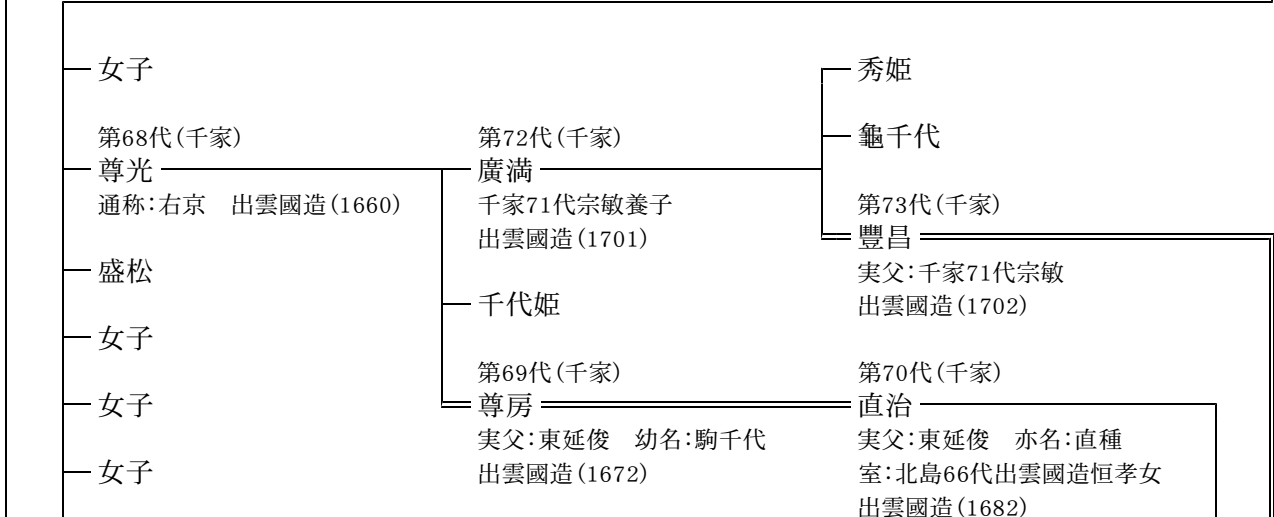 女子
第68代(千家)
尊光
通称:右京　出雲國造(1660)
盛松
女子
女子
女子
第72代(千家)
廣満
千家71代宗敏養子
出雲國造(1701)
千代姫
第69代(千家)
尊房
実父:東延俊　幼名:駒千代
出雲國造(1672)
秀姫
龜千代
第73代(千家)
豐昌
実父:千家71代宗敏
出雲國造(1702)
第70代(千家)
直治
実父:東延俊　亦名:直種
室:北島66代出雲國造恒孝女
出雲國造(1682)